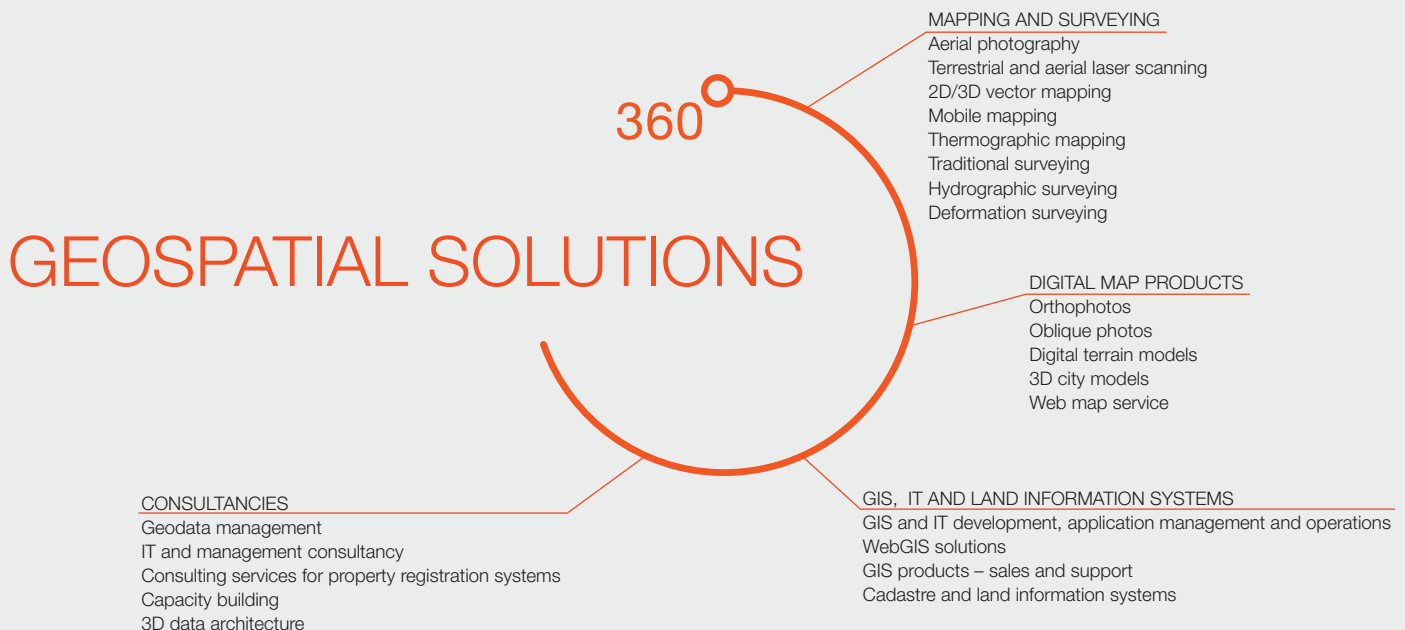 360
GEOSPATIAL SOLUTIONS
MAPPING AND SURVEYING
Aerial photography
Terrestrial and aerial laser scanning
2D/3D vector mapping
Mobile mapping
Thermographic mapping
Traditional surveying
Hydrographic surveying
Deformation surveying
DIGITAL MAP PRODUCTS
Orthophotos
Oblique photos
Digital terrain models
3D city models
Web map service
GIS, IT AND LAND INFORMATION SYSTEMS
GIS and IT development, application management and operations
WebGIS solutions
GIS products – sales and support
Cadastre and land information systems
CONSULTANCIES
Geodata management
IT and management consultancy
Consulting services for property registration systems
Capacity building
3D data architecture